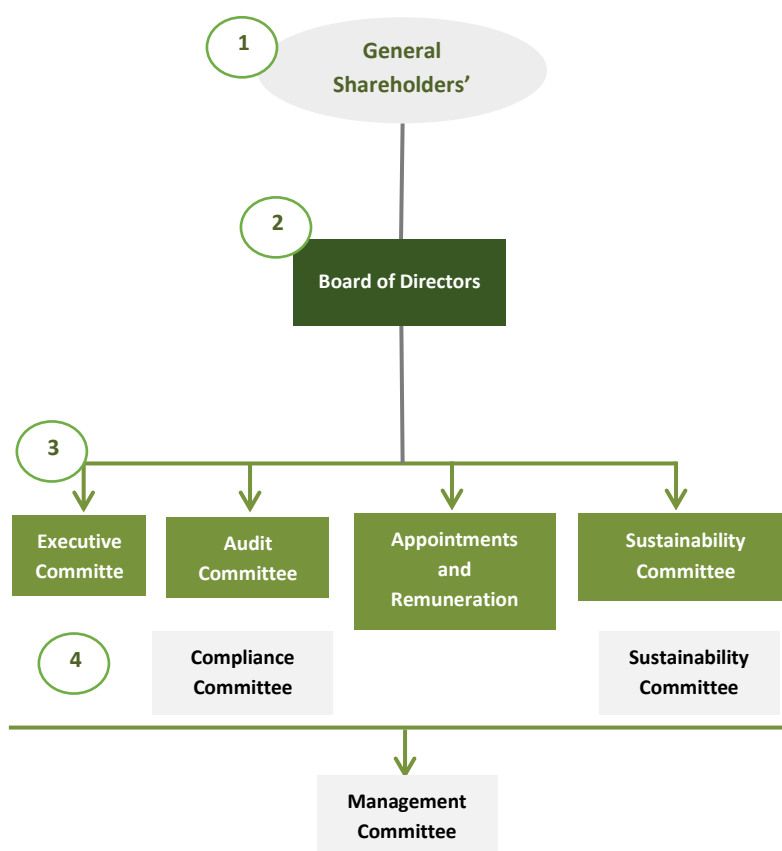 1
General
Shareholders’
2
Board of Directors
3
Executive
Committe
Audit
Committee
Appointments
and
Remuneration
Sustainability
Committee
4
Compliance
Committee
Sustainability
Committee
Management
Committee